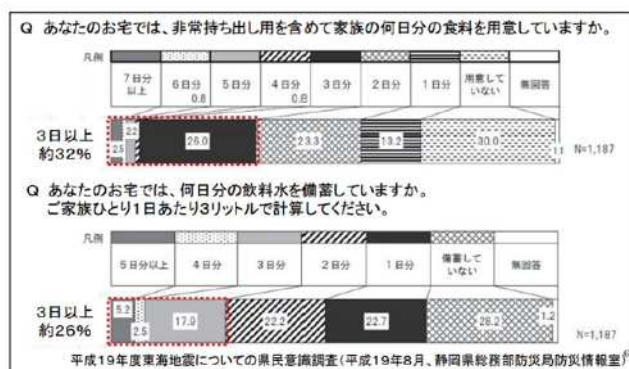 Q あなたのお宅では、非常持ち出し用を含めて家族の何日分の食料を用意していますか。
凡例
7日分以上 6日分 5日分 4日分 3日分 2日分 1日分 用意していない 無回答
0.8 0.8
3日以上 約32%
2.5 2.2 26.0 23.3 13.2 30.0 1.1 N=1,187
Q あなたのお宅では、何日分の飲料水を備蓄していますか。
ご家族ひとり1日あたり3リットルで計算してください。
凡例
5日分以上 4日分 3日分 2日分 1日分 備蓄していない 無回答
3日以上 約26%
5.2 2.5 17.9 22.2 22.7 28.2 1.2 N=1,187
平成19年度東海地震についての県民意識調査(平成19年8月、静岡県総務部防災局防災情報室)